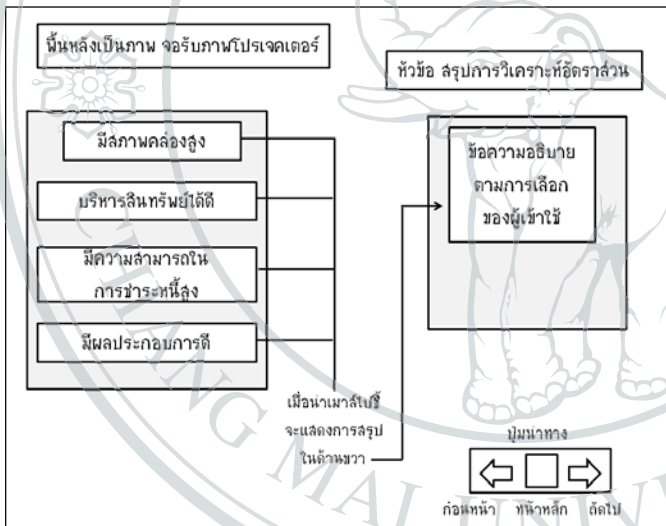 พื้นหลังเป็นภาพ จอรับภาพโปรเจคเตอร์
หัวข้อ สรุปการวิเคราะห์อัตราส่วน
มีสภาพคล่องสูง
บริหารสินทรัพย์ได้ดี
มีความสามารถใน
การชำระหนี้สูง
มีผลประกอบการดี
ข้อความอธิบาย
ตามการเลือก
ของผู้เข้าใช้
เมื่อนำเมาส์ไปชี้
จะแสดงการสรุป
ในด้านขวา
ปุ่มนำทาง
ก่อนหน้า หน้าหลัก ถัดไป
CHIANG MAI UNIVE